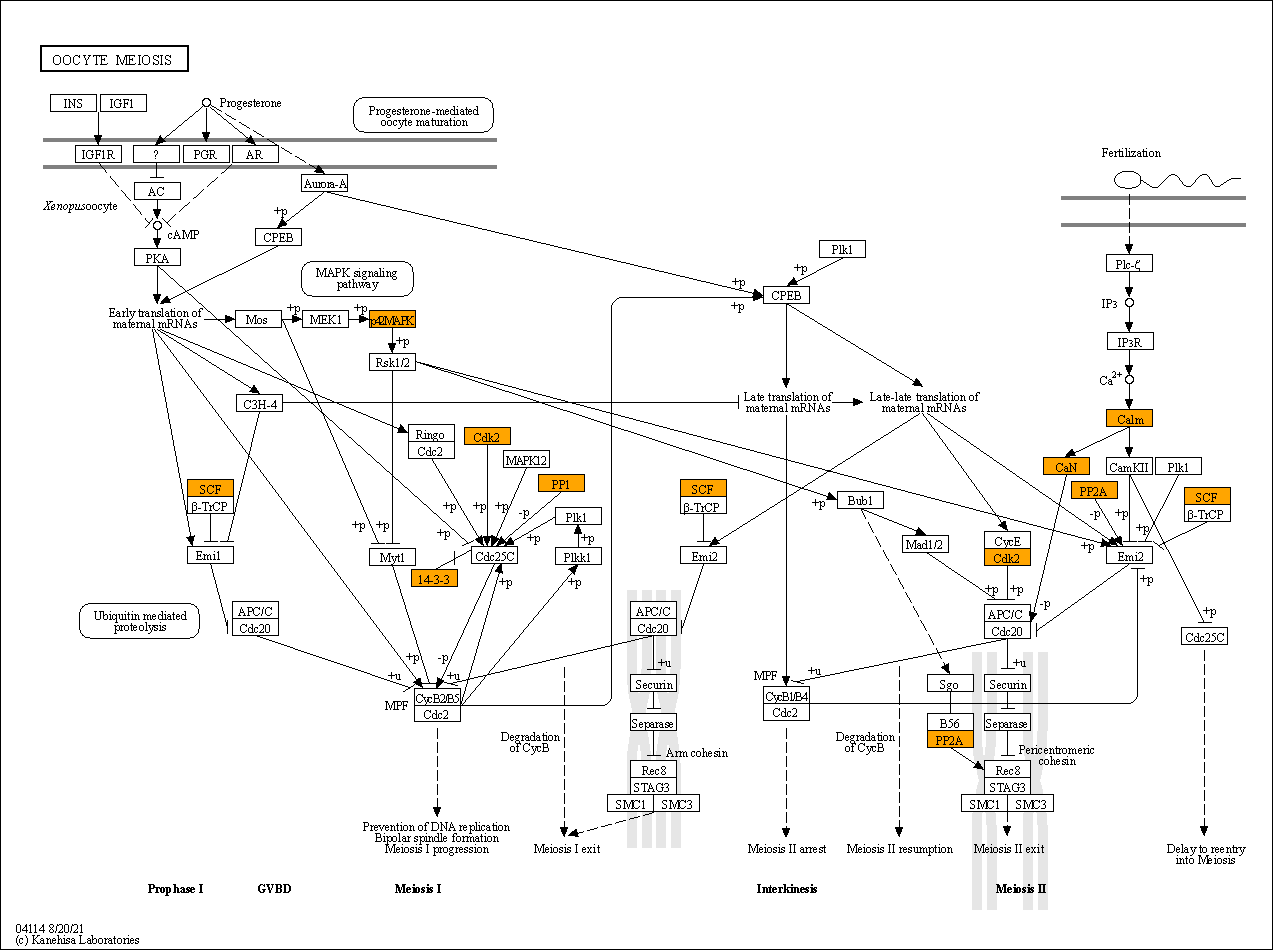 OOCYTE MEIOSIS
INS
IGF1
Progesterone
Progesterone-mediated
oocyte maturation
IGF1R
?
PGR
AR
Fertilization
Aurora-A
AC
Xenopus oocyte
cAMP
+p
CPEB
PKA
Plk1
+p
Plc-ζ
MAPK signaling
pathway
+p
CPEB
+p
IP3
Early translation of
maternal mRNAs
Mos
+p
MEK1
+p
p42MAPK
+p
Rsk1/2
IP3R
Ca2+
C3H-4
Late translation of
maternal mRNAs
Late-late translation of
maternal mRNAs
Calm
Ringo
Cdc2
Cdk2
MAPK12
CaN
CamKII
Plk1
SCF
β-TrCP
PP1
SCF
β-TrCP
Bub1
+p
PP2A
SCF
β-TrCP
+p
+p
+p
+p
+p
-p
Plk1
+p
+p
-p
+p
+p
Emi1
Myt1
Cdc25C
+p
Plkk1
Emi2
Mad1/2
CycE
Cdk2
+p
Emi2
14-3-3
+p
+p
+p
+p
+p
Ubiquitin mediated
proteolysis
APC/C
Cdc20
APC/C
Cdc20
APC/C
Cdc20
-p
+p
Cdc25C
+p
-p
+u
+u
+u
+u
MPF
CycB2/B5
Cdc2
Securin
MPF
CycB1/B4
Cdc2
Sgo
Securin
Separase
B56
PP2A
Separase
Degradation
of CycB
Arm cohesin
Degradation
of CycB
Pericentromeric
cohesin
Rec8
STAG3
SMC1
SMC3
Rec8
STAG3
SMC1
SMC3
Prevention of DNA replication
Bipolar spindle formation
Meiosis I progression
Meiosis I exit
Meiosis II arrest
Meiosis II resumption
Meiosis II exit
Delay to reentry
into Meiosis
Prophase I
GVBD
Meiosis I
Interkinesis
Meiosis II
04114 8/20/21
(c) Kanehisa Laboratories